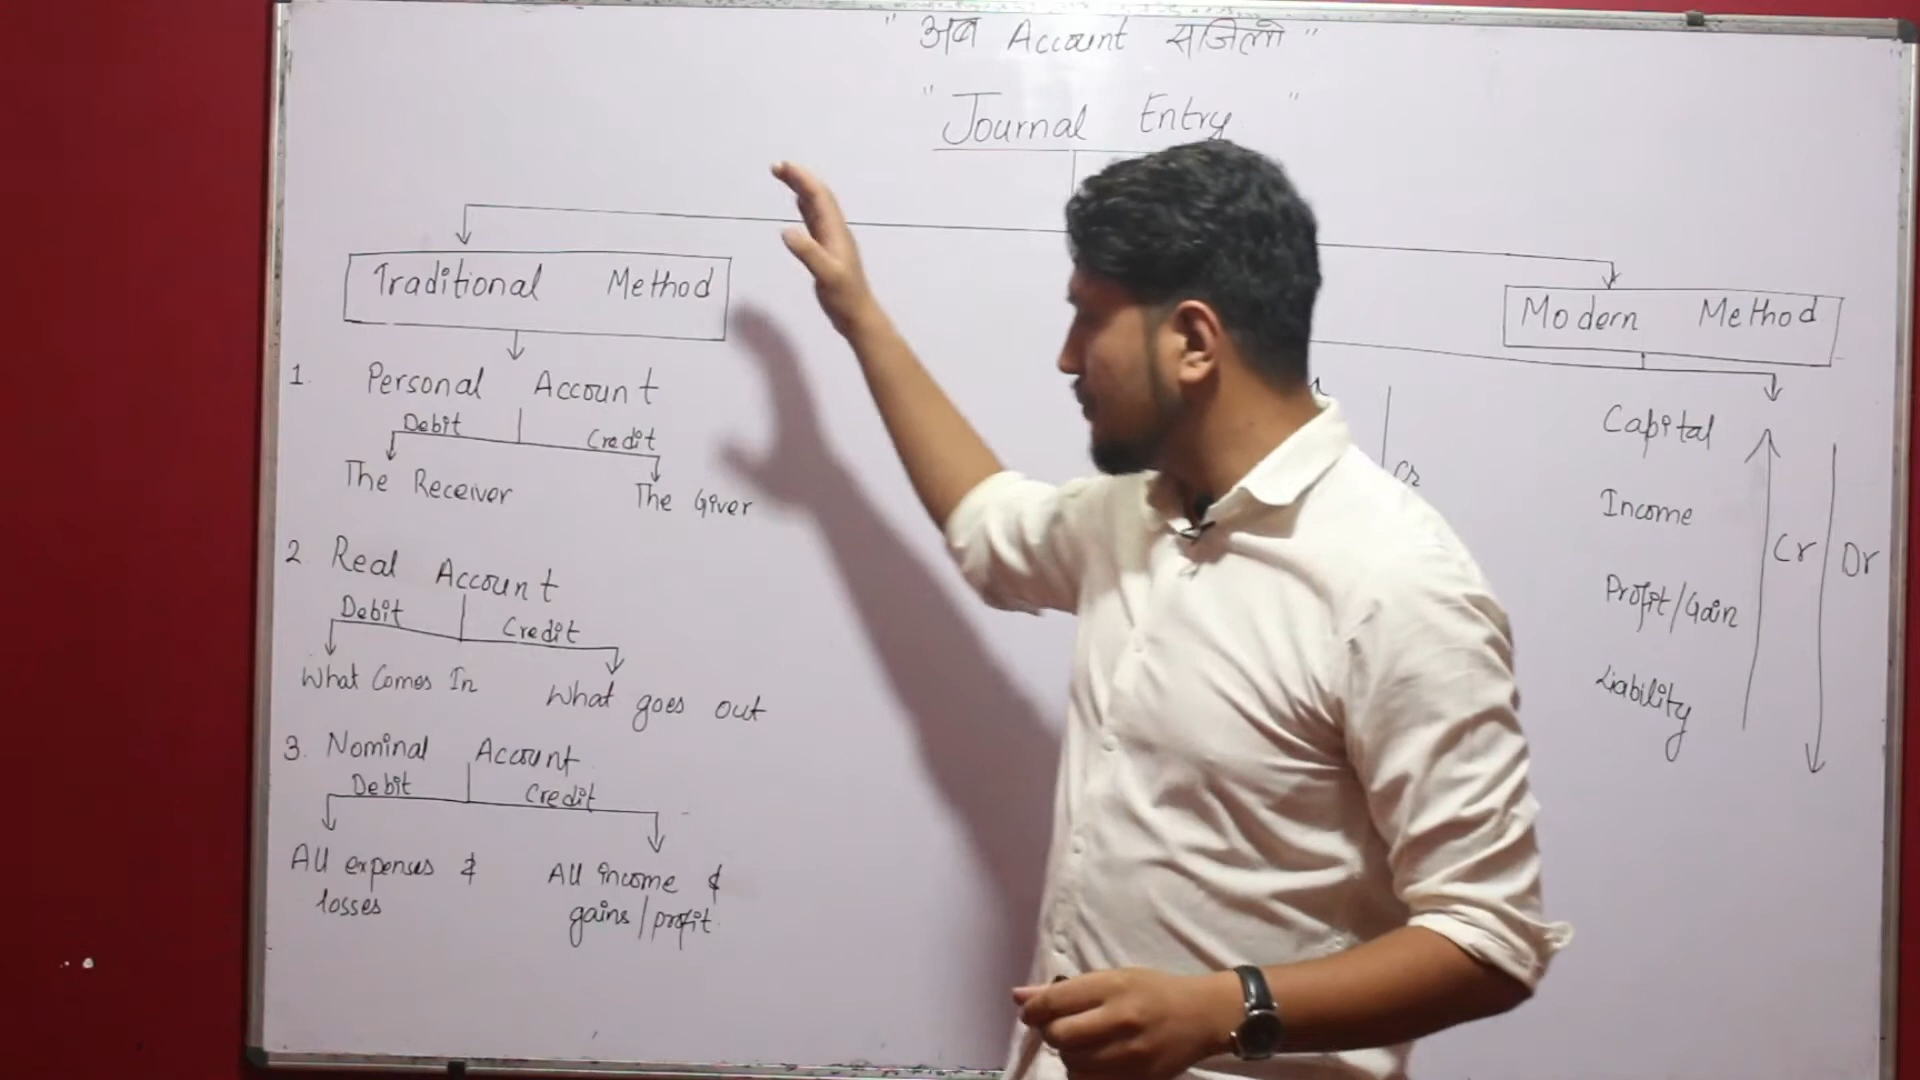 " अब Account सजिलो "
" Journal Entry "
Traditional Method
1. Personal Account
Debit Credit
The Receiver The Giver
2. Real Account
Debit Credit
What Comes In What goes out
3. Nominal Account
Debit Credit
All expenses & losses
All income & gains/profit.
Modern Method
Cr
Capital
Income
Profit/Gain
Liability
Cr Dr